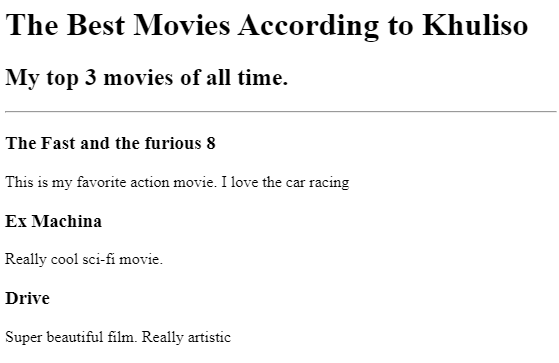 The Best Movies According to Khuliso
My top 3 movies of all time.
The Fast and the furious 8
This is my favorite action movie. I love the car racing
Ex Machina
Really cool sci-fi movie.
Drive
Super beautiful film. Really artistic